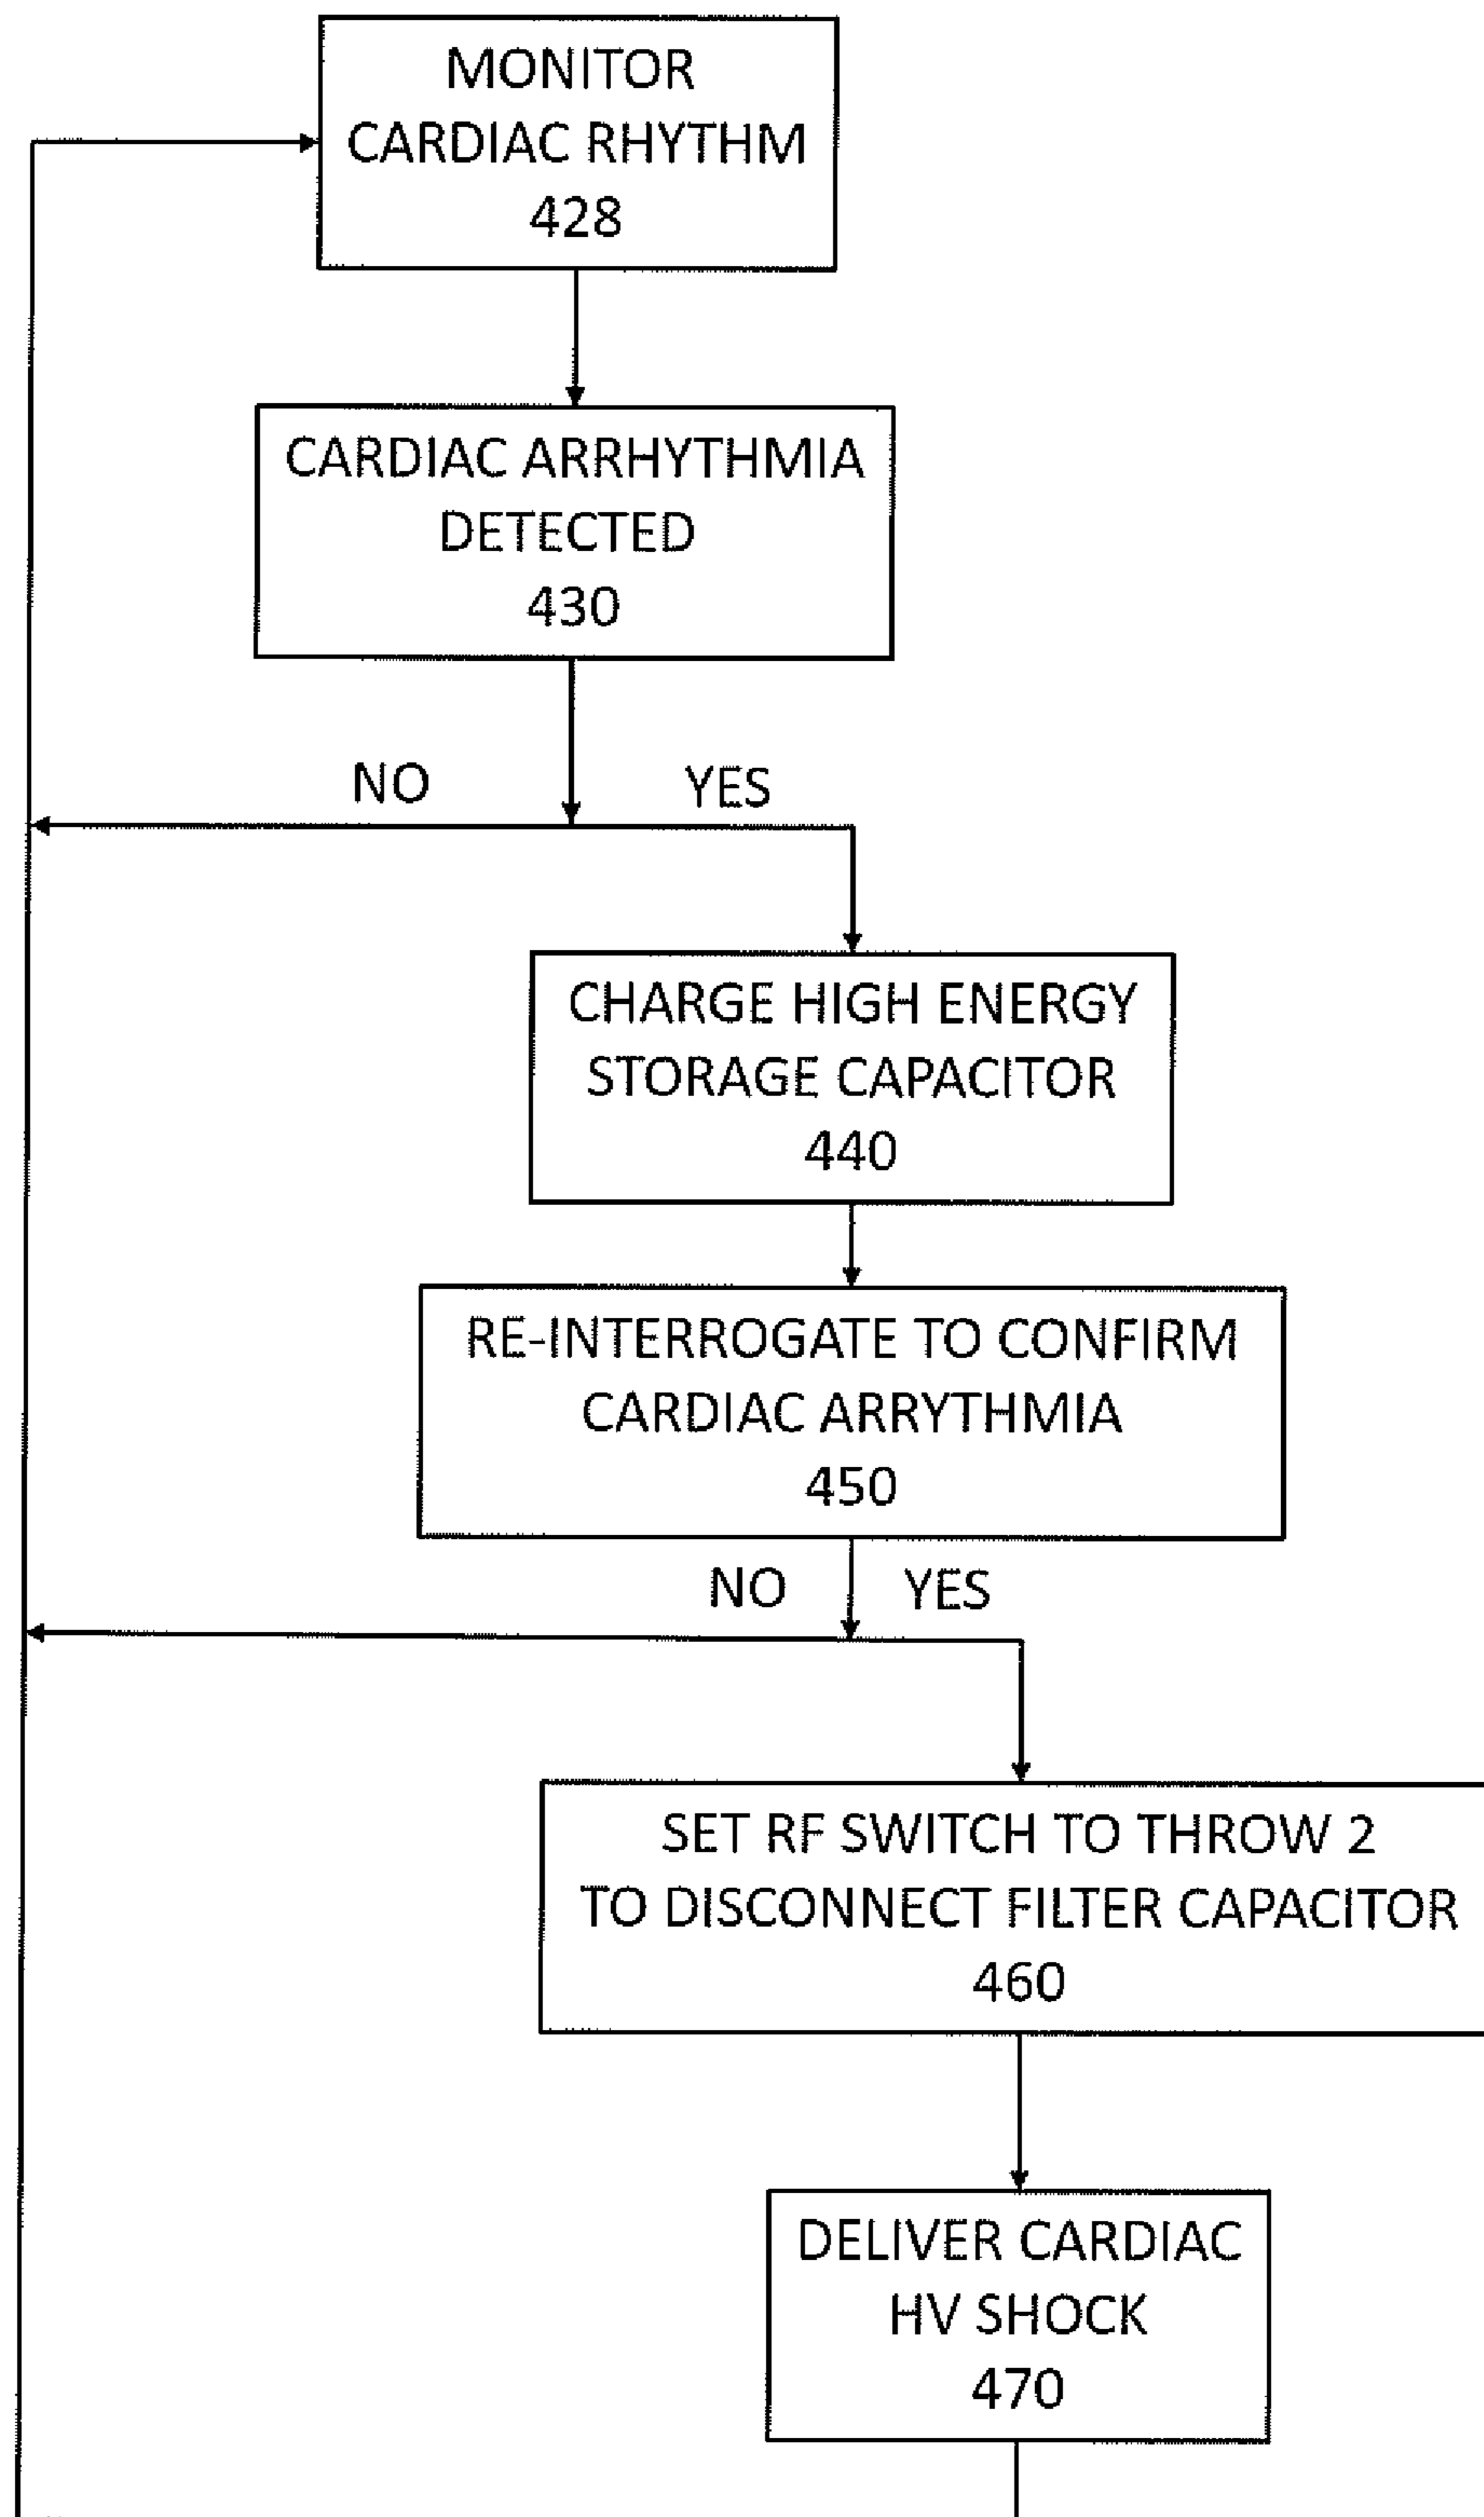 MONITOR
CARDIAC RHYTHM
428
CARDIAC ARRHYTHMIA
DETECTED
430
NO
YES
CHARGE HIGH ENERGY
STORAGE CAPACITOR
440
RE-INTERROGATE TO CONFIRM
CARDIAC ARRYTHMIA
450
NO
YES
SET RF SWITCH TO THROW 2
TO DISCONNECT FILTER CAPACITOR
460
DELIVER CARDIAC
HV SHOCK
470